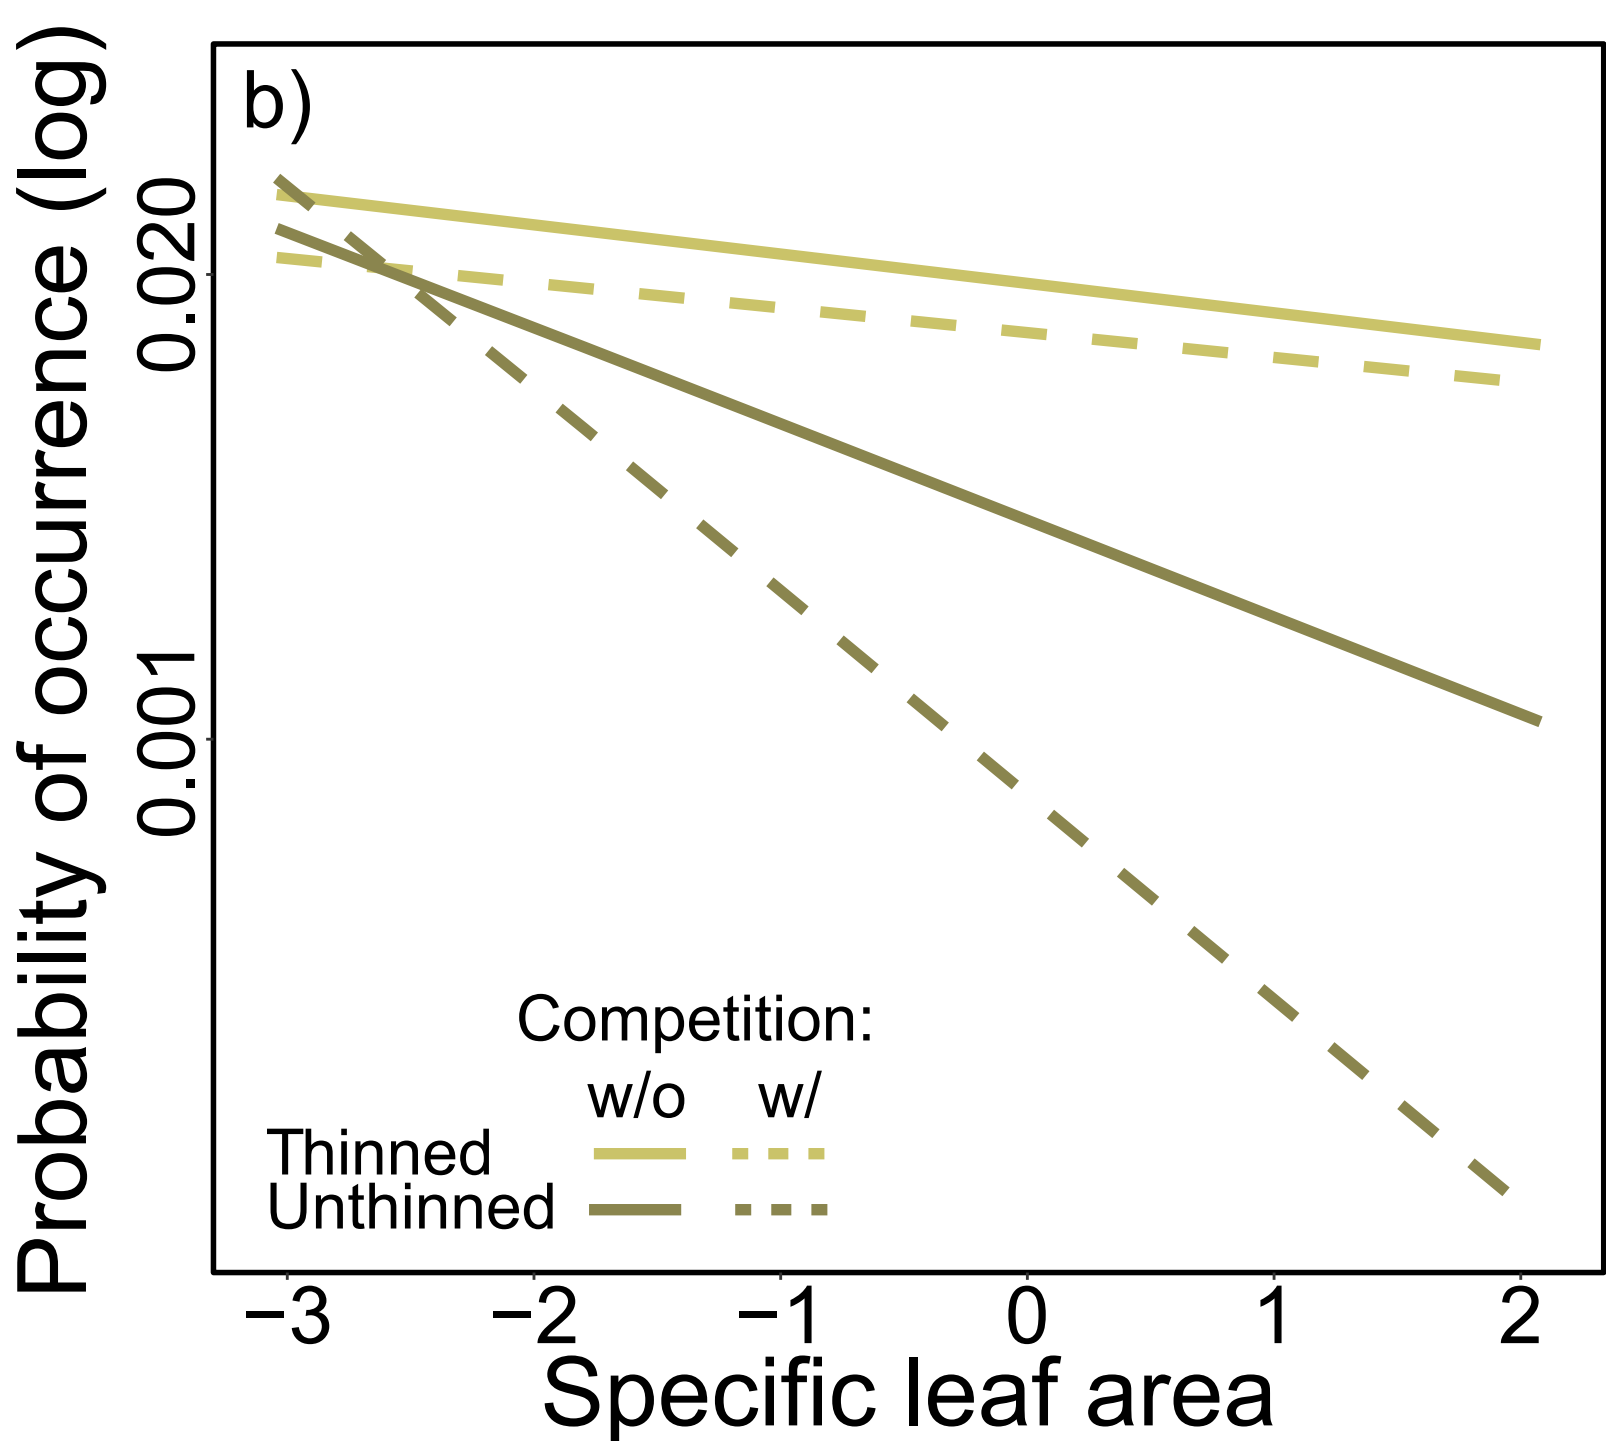 b)
Probability of occurrence (log)
0.020
0.001
Competition:
w/o w/
Thinned
Unthinned
−3 −2 −1 0 1 2
Specific leaf area